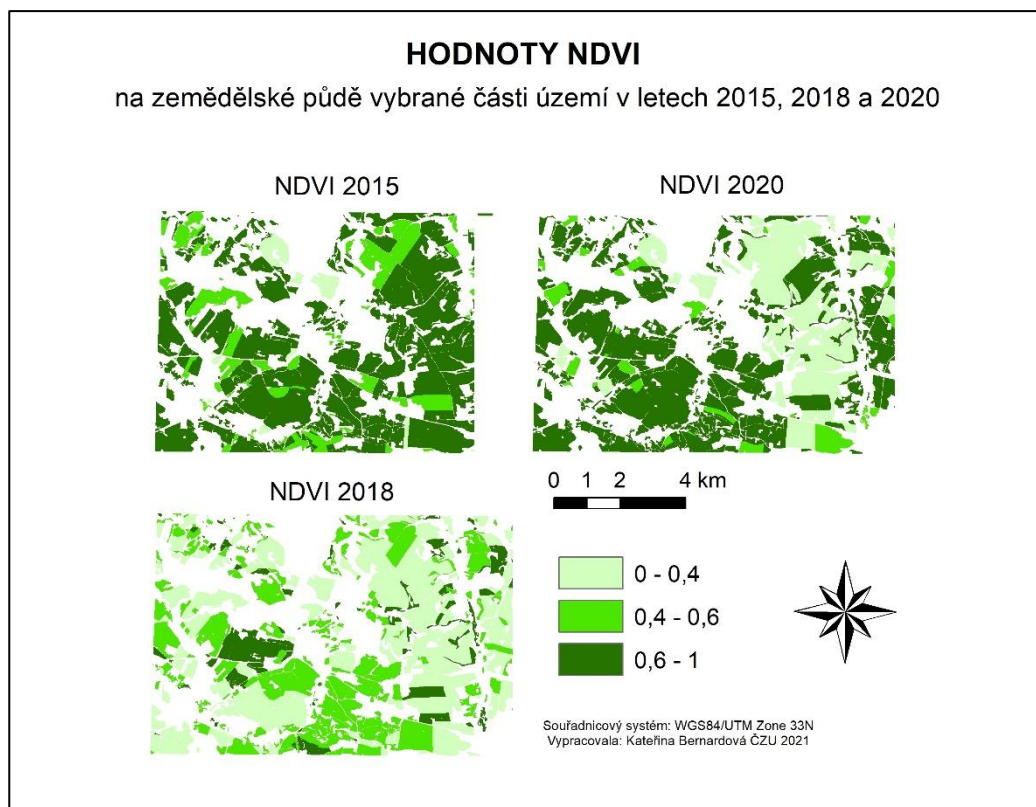 HODNOTY NDVI
na zemědělské půdě vybrané části území v letech 2015, 2018 a 2020
NDVI 2015
NDVI 2020
NDVI 2018
0 1 2 4 km
0 - 0,4
0,4 - 0,6
0,6 - 1
Souřadnicový systém: WGS84/UTM Zone 33N
Vypracovala: Kateřina Bernardová ČZU 2021